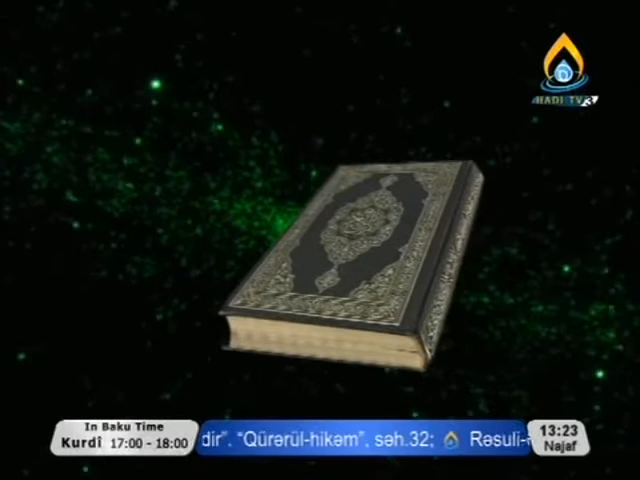 HADI TV 3
In Baku Time
Kurdî 17:00 - 18:00
dir”. “Qürərül-hikəm”, səh.32; Rəsuli-
13:23
Najaf